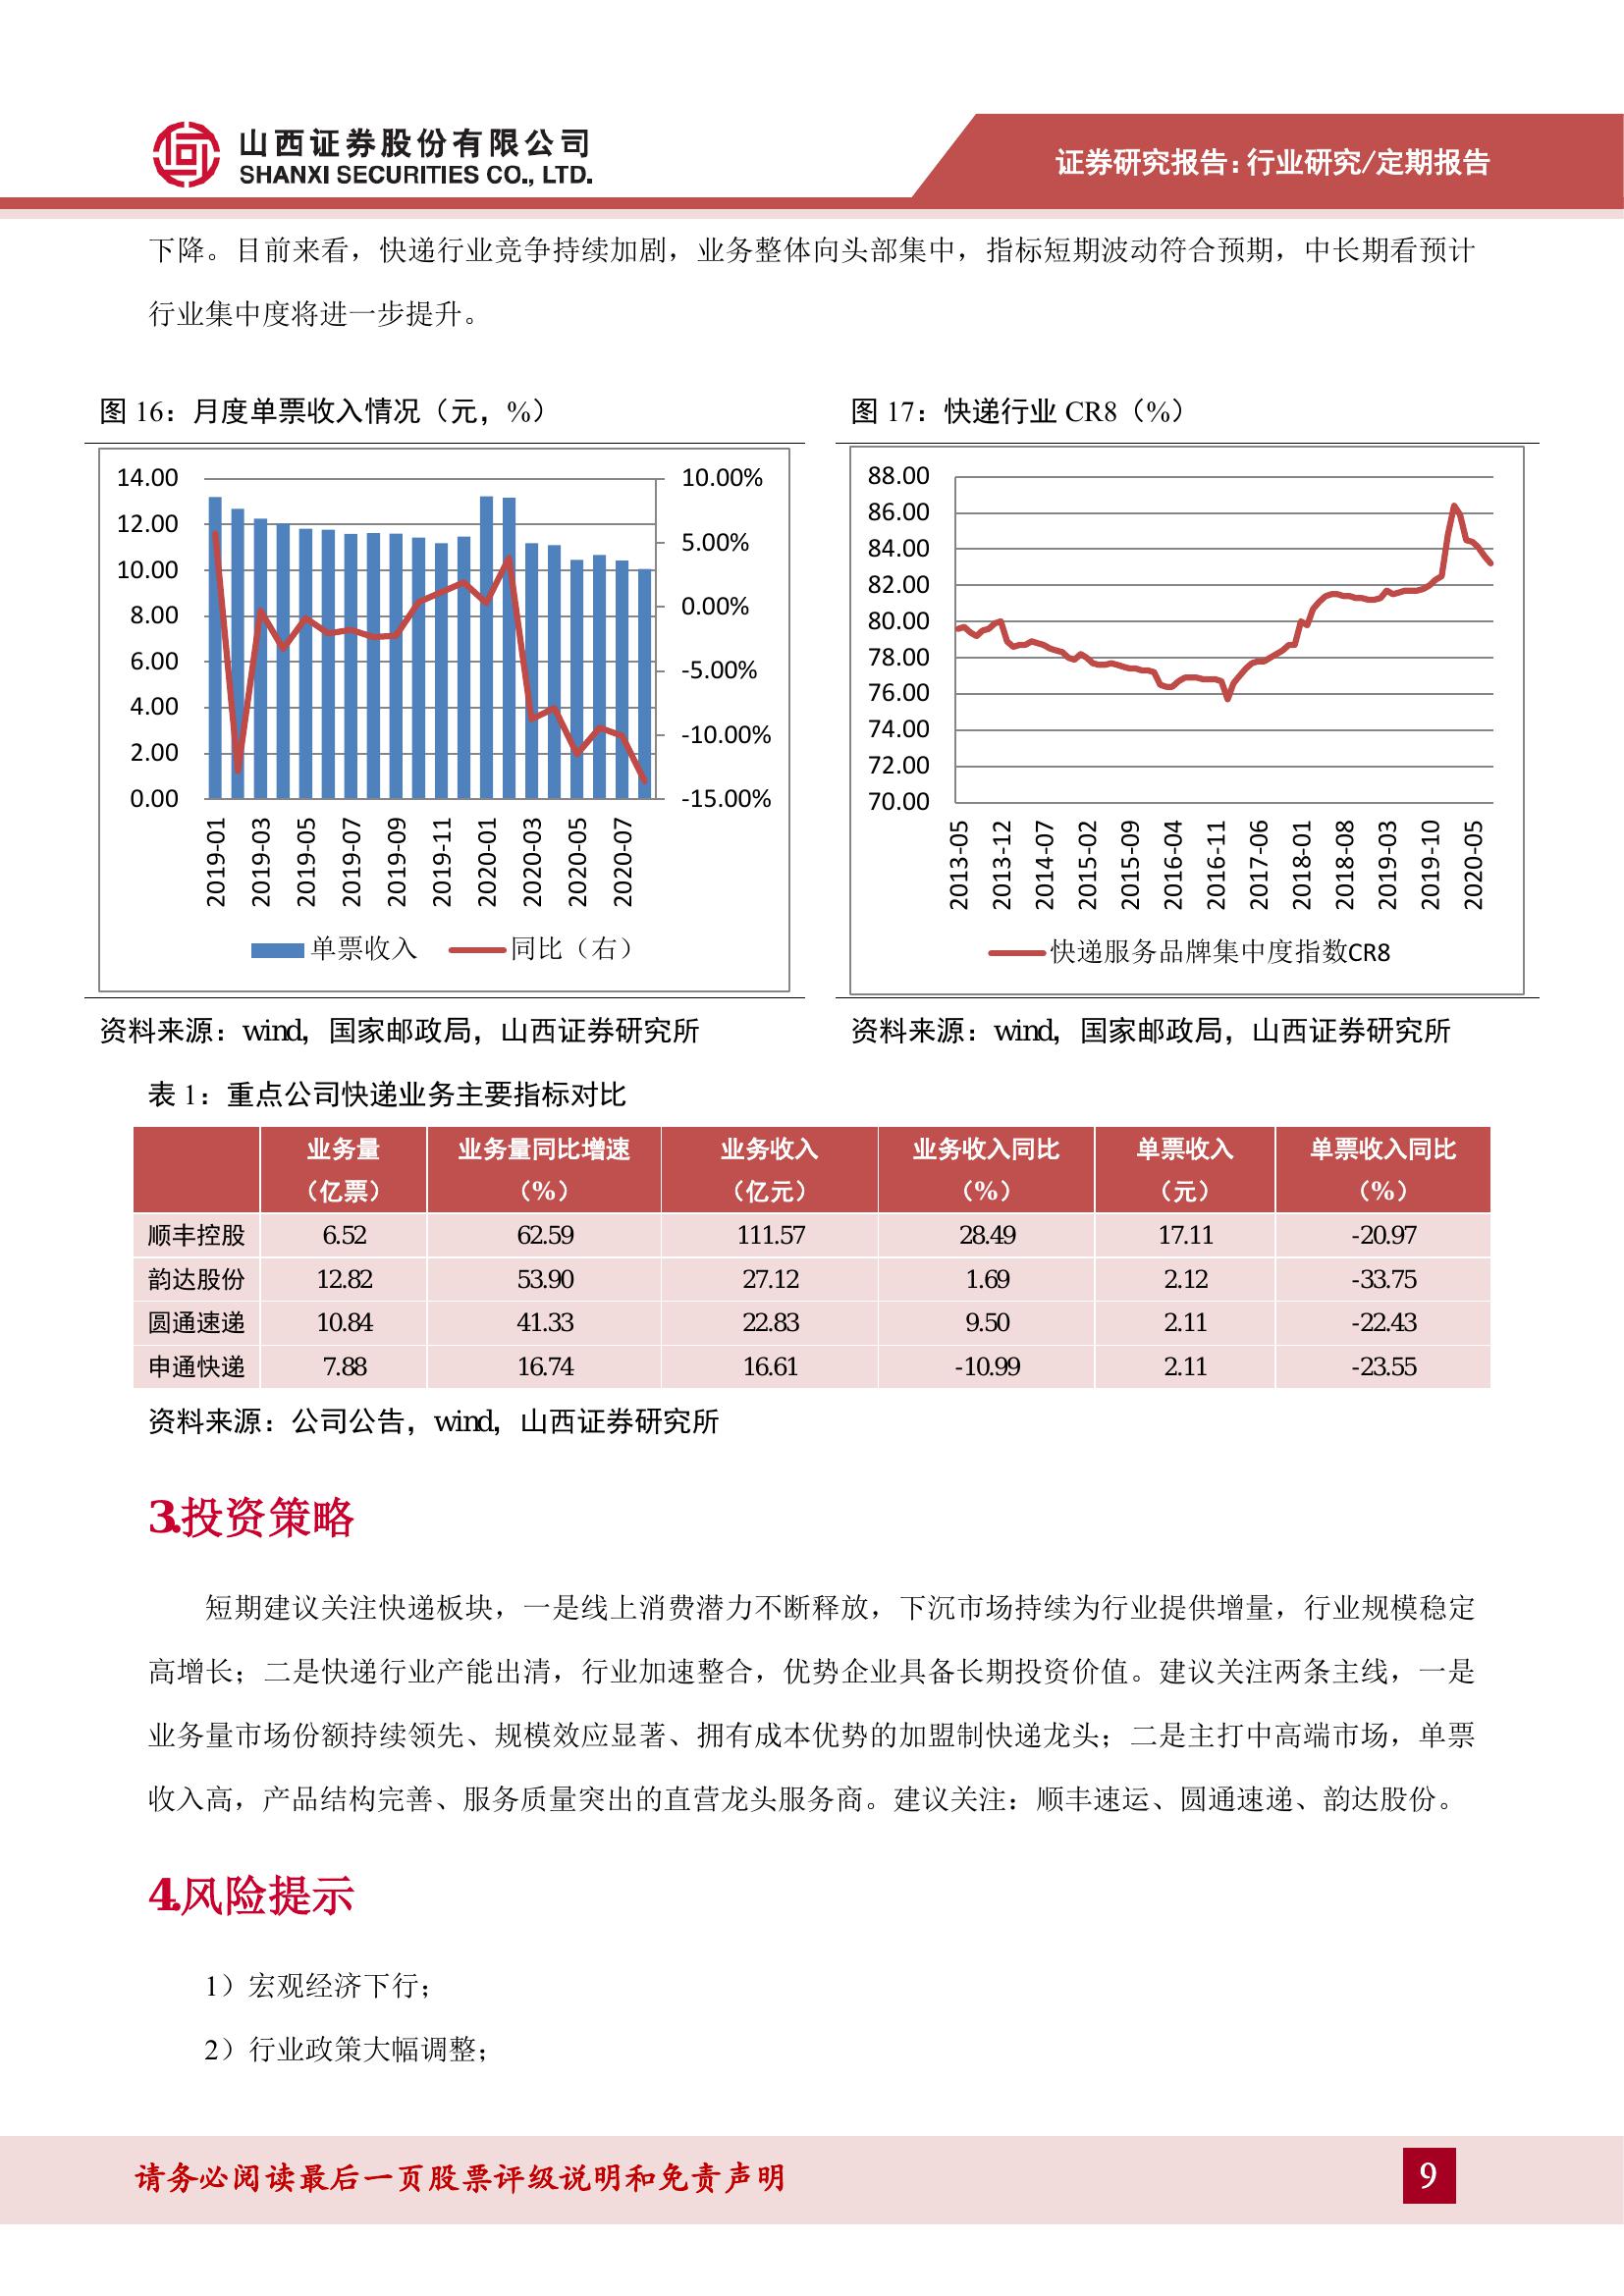 山西证券股份有限公司
SHANXI SECURITIES CO., LTD.
证券研究报告:行业研究/定期报告
下降。目前来看，快递行业竞争持续加剧，业务整体向头部集中，指标短期波动符合预期，中长期看预计
行业集中度将进一步提升。
图 16：月度单票收入情况（元，%）
14.00
12.00
10.00
8.00
6.00
4.00
2.00
0.00
10.00%
5.00%
0.00%
-5.00%
-10.00%
-15.00%
2019-01
2019-03
2019-05
2019-07
2019-09
2019-11
2020-01
2020-03
2020-05
2020-07
单票收入 同比（右）
资料来源：wind，国家邮政局，山西证券研究所
图 17：快递行业 CR8（%）
88.00
86.00
84.00
82.00
80.00
78.00
76.00
74.00
72.00
70.00
2013-05
2013-12
2014-07
2015-02
2015-09
2016-04
2016-11
2017-06
2018-01
2018-08
2019-03
2019-10
2020-05
快递服务品牌集中度指数CR8
资料来源：wind，国家邮政局，山西证券研究所
表 1：重点公司快递业务主要指标对比
业务量 业务量同比增速 业务收入 业务收入同比 单票收入 单票收入同比
（亿票） （%） （亿元） （%） （元） （%）
顺丰控股 6.52 62.59 111.57 28.49 17.11 -20.97
韵达股份 12.82 53.90 27.12 1.69 2.12 -33.75
圆通速递 10.84 41.33 22.83 9.50 2.11 -22.43
申通快递 7.88 16.74 16.61 -10.99 2.11 -23.55
资料来源：公司公告，wind，山西证券研究所
3.投资策略
短期建议关注快递板块，一是线上消费潜力不断释放，下沉市场持续为行业提供增量，行业规模稳定
高增长；二是快递行业产能出清，行业加速整合，优势企业具备长期投资价值。建议关注两条主线，一是
业务量市场份额持续领先、规模效应显著、拥有成本优势的加盟制快递龙头；二是主打中高端市场，单票
收入高，产品结构完善、服务质量突出的直营龙头服务商。建议关注：顺丰速运、圆通速递、韵达股份。
4.风险提示
1）宏观经济下行；
2）行业政策大幅调整；
请务必阅读最后一页股票评级说明和免责声明
9